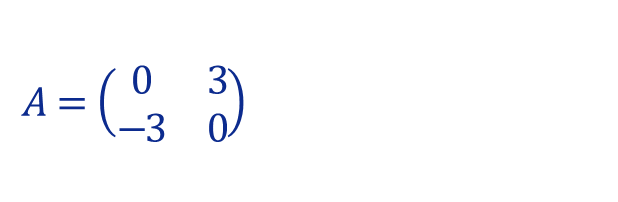 A = ( 0 3
−3 0 )